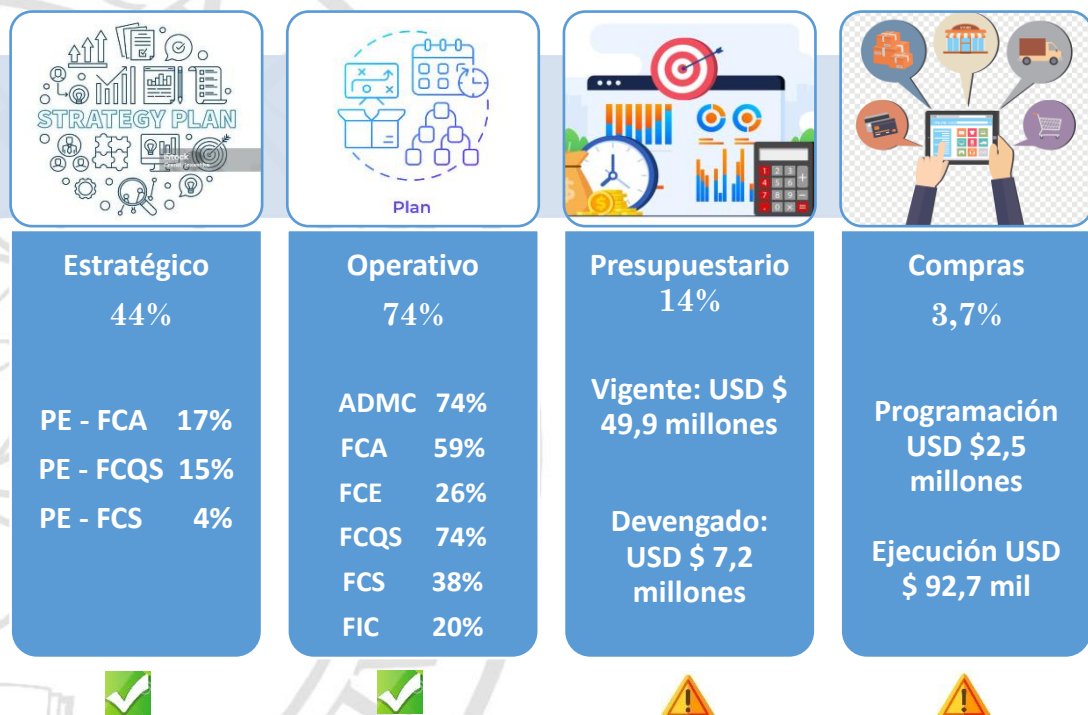 STRATEGY PLAN
iStock
Plan
Estratégico
44%
PE - FCA 17%
PE - FCQS 15%
PE - FCS 4%
Operativo
74%
ADMC 74%
FCA 59%
FCE 26%
FCQS 74%
FCS 38%
FIC 20%
Presupuestario
14%
Vigente: USD $
49,9 millones
Devengado:
USD $ 7,2
millones
Compras
3,7%
Programación
USD $2,5
millones
Ejecución USD
$ 92,7 mil